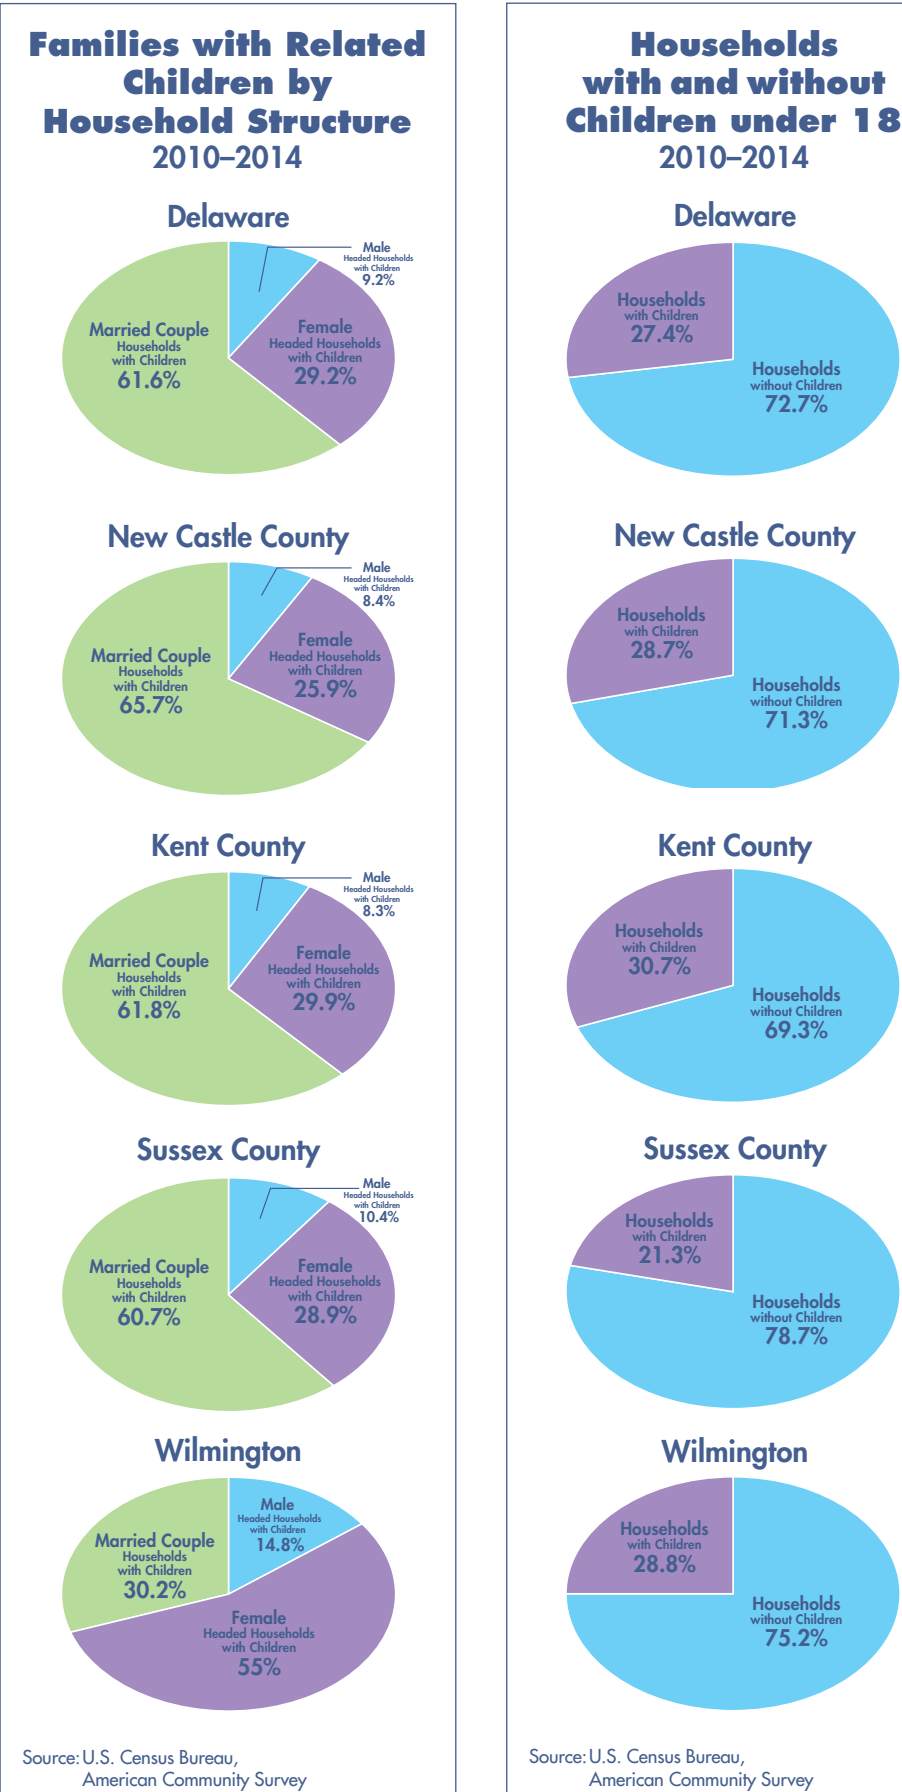 Families with Related
Children by
Household Structure
2010–2014
Delaware
Male
Headed Households
with Children
9.2%
Married Couple
Households
with Children
61.6%
Female
Headed Households
with Children
29.2%
New Castle County
Male
Headed Households
with Children
8.4%
Married Couple
Households
with Children
65.7%
Female
Headed Households
with Children
25.9%
Kent County
Male
Headed Households
with Children
8.3%
Married Couple
Households
with Children
61.8%
Female
Headed Households
with Children
29.9%
Sussex County
Male
Headed Households
with Children
10.4%
Married Couple
Households
with Children
60.7%
Female
Headed Households
with Children
28.9%
Wilmington
Male
Headed Households
with Children
14.8%
Married Couple
Households
with Children
30.2%
Female
Headed Households
with Children
55%
Source: U.S. Census Bureau,
American Community Survey
Households
with and without
Children under 18
2010–2014
Delaware
Households
with Children
27.4%
Households
without Children
72.7%
New Castle County
Households
with Children
28.7%
Households
without Children
71.3%
Kent County
Households
with Children
30.7%
Households
without Children
69.3%
Sussex County
Households
with Children
21.3%
Households
without Children
78.7%
Wilmington
Households
with Children
28.8%
Households
without Children
75.2%
Source: U.S. Census Bureau,
American Community Survey